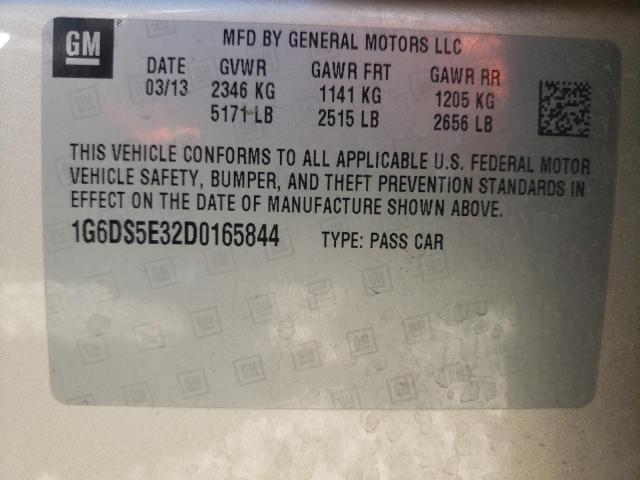 GM
MFD BY GENERAL MOTORS LLC
DATE GVWR GAWR FRT GAWR RR
03/13 2346 KG 1141 KG 1205 KG
5171 LB 2515 LB 2656 LB
THIS VEHICLE CONFORMS TO ALL APPLICABLE U.S. FEDERAL MOTOR
VEHICLE SAFETY, BUMPER, AND THEFT PREVENTION STANDARDS IN
EFFECT ON THE DATE OF MANUFACTURE SHOWN ABOVE.
1G6DS5E32D0165844 TYPE: PASS CAR